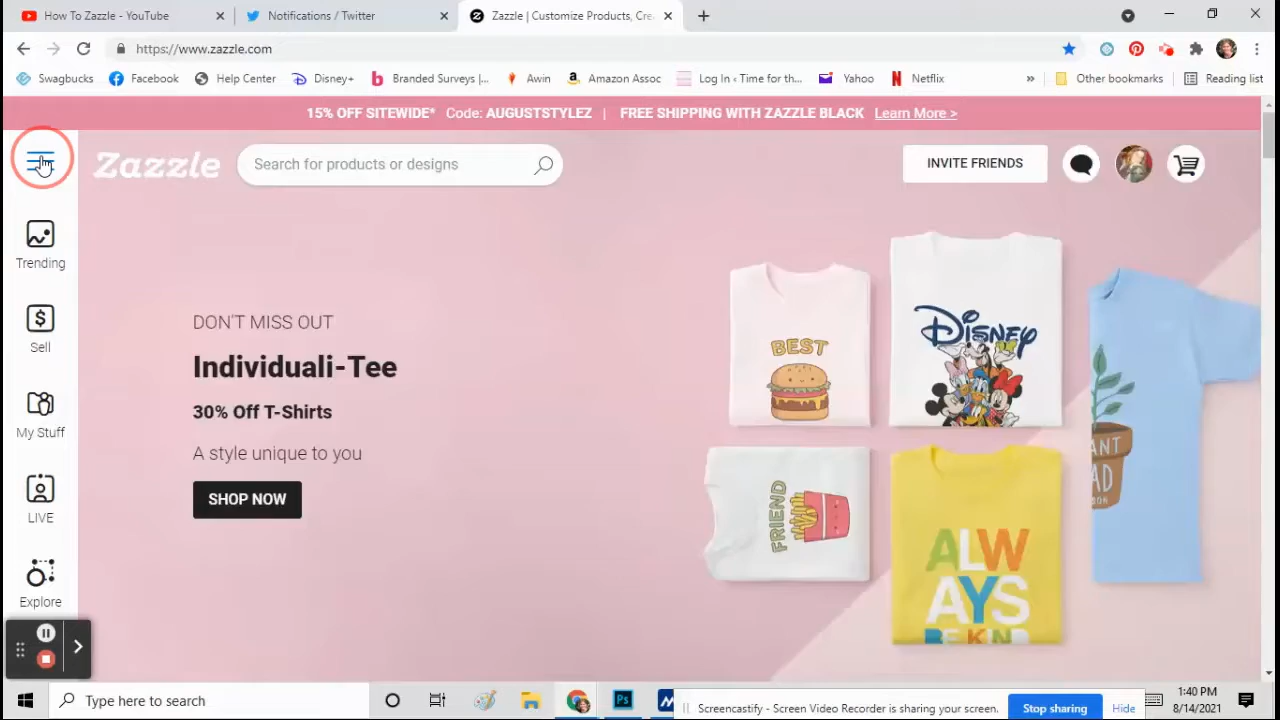 How To Zazzle - YouTube
Notifications / Twitter
Zazzle | Customize Products, Cre
https://www.zazzle.com
Swagbucks
Facebook
Help Center
Disney+
Branded Surveys |...
Awin
Amazon Assoc
Log In ‹ Time for th...
Yahoo
Netflix
»
Other bookmarks
Reading list
15% OFF SITEWIDE* Code: AUGUSTSTYLEZ | FREE SHIPPING WITH ZAZZLE BLACK Learn More >
Zazzle
Search for products or designs
INVITE FRIENDS
Trending
Sell
My Stuff
LIVE
Explore
DON'T MISS OUT
Individuali-Tee
30% Off T-Shirts
A style unique to you
SHOP NOW
BEST
DISNEY
FRIEND
ALW
AYS
BE KIND
ANT
AD
Type here to search
Ps
Screencastify - Screen Video Recorder is sharing your screen.
Stop sharing
Hide
1:40 PM
8/14/2021